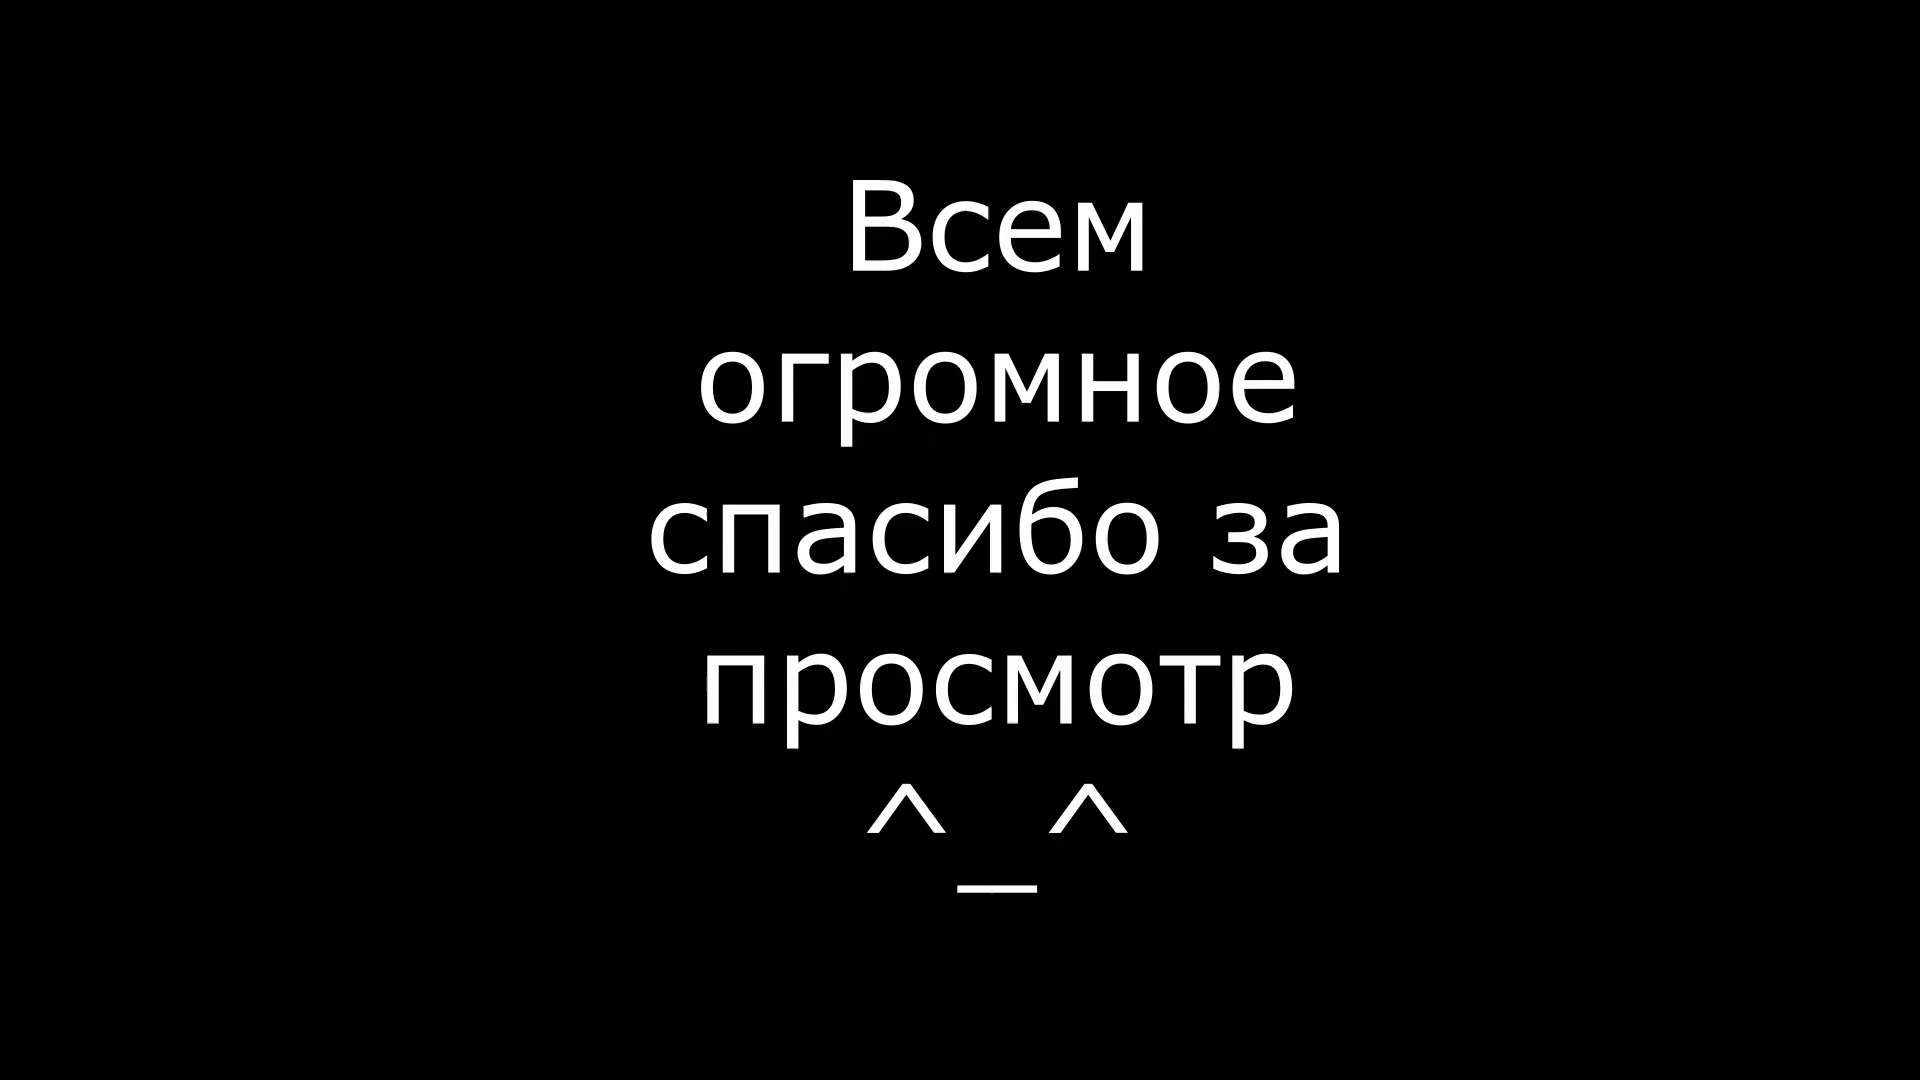 Всем
огромное
спасибо за
просмотр
^_^